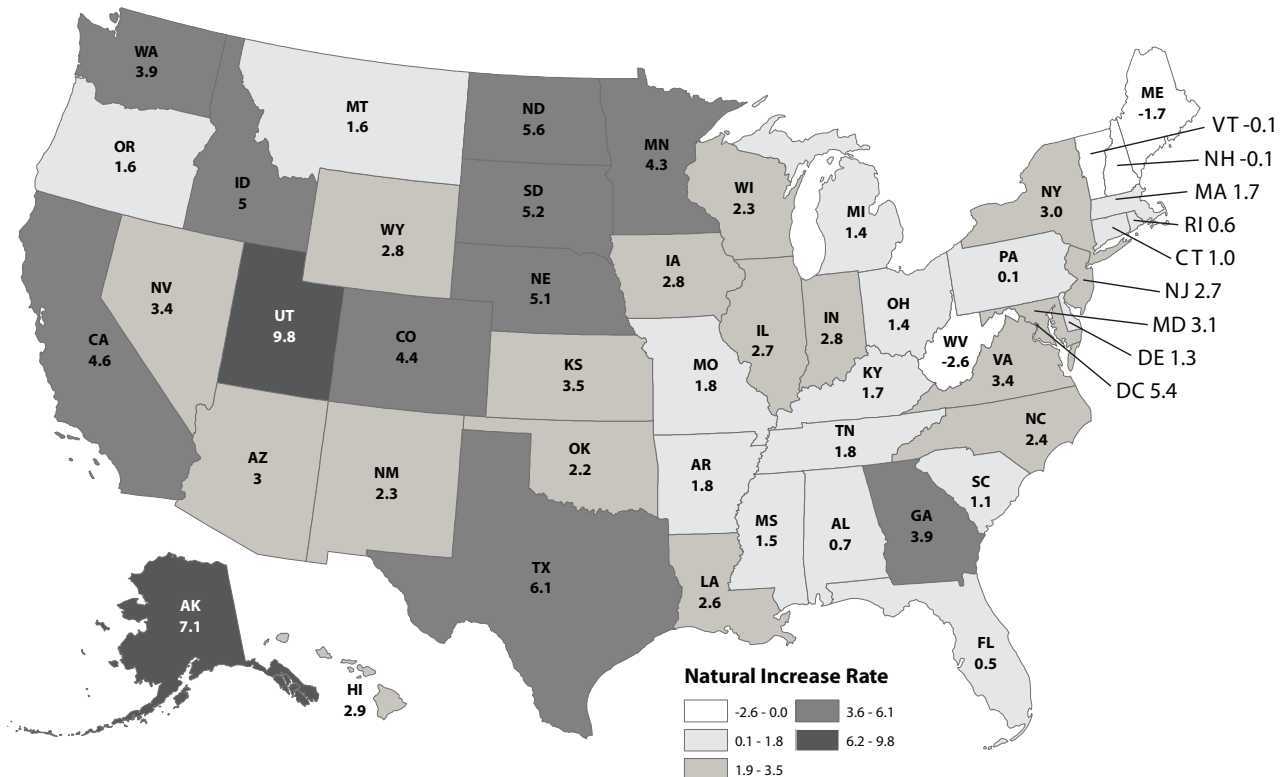 WA
3.9
OR
1.6
CA
4.6
ID
5
NV
3.4
MT
1.6
WY
2.8
UT
9.8
CO
4.4
AZ
3
NM
2.3
ND
5.6
SD
5.2
NE
5.1
KS
3.5
OK
2.2
TX
6.1
MN
4.3
IA
2.8
MO
1.8
AR
1.8
LA
2.6
WI
2.3
IL
2.7
MI
1.4
IN
2.8
OH
1.4
KY
1.7
TN
1.8
MS
1.5
AL
0.7
GA
3.9
FL
0.5
SC
1.1
NC
2.4
VA
3.4
WV
-2.6
PA
0.1
NY
3.0
ME
-1.7
VT -0.1
NH -0.1
MA 1.7
RI 0.6
CT 1.0
NJ 2.7
MD 3.1
DE 1.3
DC 5.4
AK
7.1
HI
2.9
Natural Increase Rate
-2.6 - 0.0
0.1 - 1.8
1.9 - 3.5
3.6 - 6.1
6.2 - 9.8